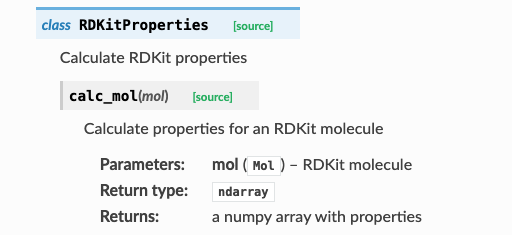 class RDKitProperties [source]
Calculate RDKit properties
calc_mol(mol) [source]
Calculate properties for an RDKit molecule
Parameters: mol (Mol) – RDKit molecule
Return type: ndarray
Returns: a numpy array with properties